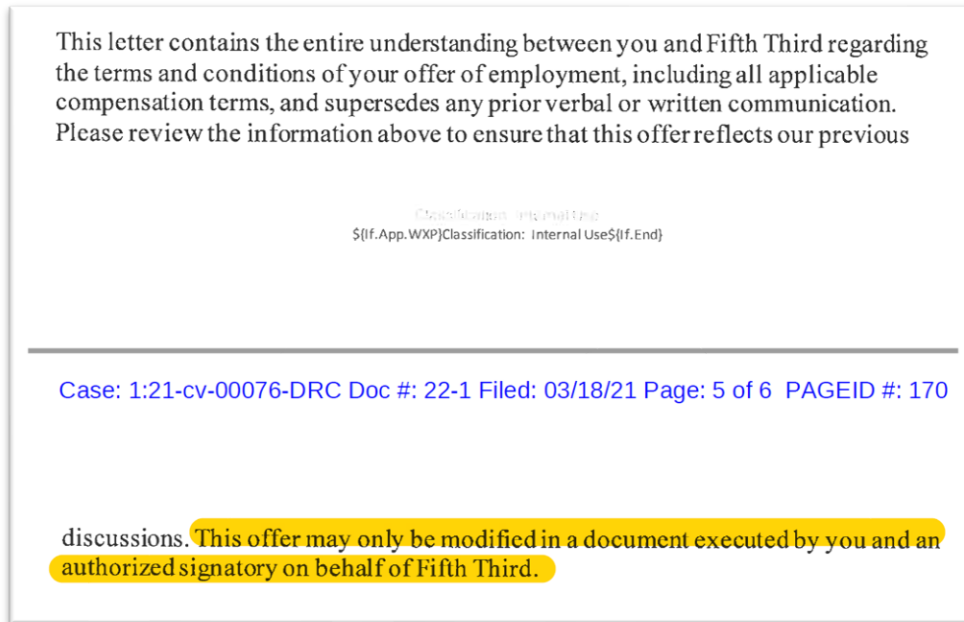 This letter contains the entire understanding between you and Fifth Third regarding
the terms and conditions of your offer of employment, including all applicable
compensation terms, and supersedes any prior verbal or written communication.
Please review the information above to ensure that this offer reflects our previous
Classification: Internal Use
${If.App.WXP}Classification: Internal Use${If.End}
Case: 1:21-cv-00076-DRC Doc #: 22-1 Filed: 03/18/21 Page: 5 of 6 PAGEID #: 170
discussions. This offer may only be modified in a document executed by you and an
authorized signatory on behalf of Fifth Third.